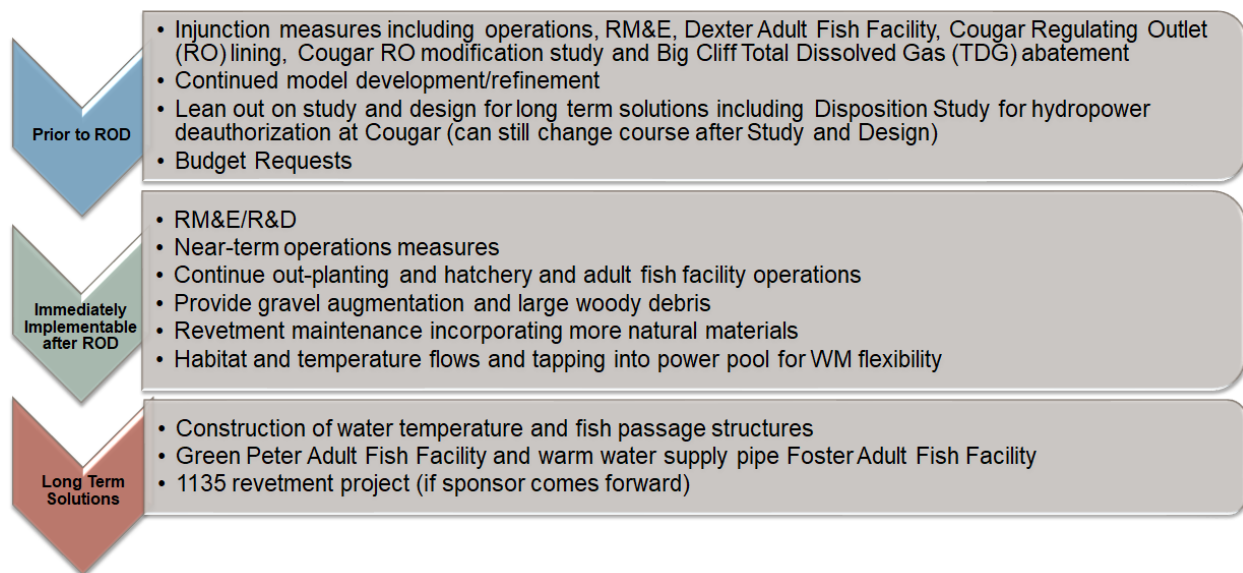 Prior to ROD
• Injunction measures including operations, RM&E, Dexter Adult Fish Facility, Cougar Regulating Outlet
(RO) lining, Cougar RO modification study and Big Cliff Total Dissolved Gas (TDG) abatement
• Continued model development/refinement
• Lean out on study and design for long term solutions including Disposition Study for hydropower
deauthorization at Cougar (can still change course after Study and Design)
• Budget Requests
Immediately
Implementable
after ROD
• RM&E/R&D
• Near-term operations measures
• Continue out-planting and hatchery and adult fish facility operations
• Provide gravel augmentation and large woody debris
• Revetment maintenance incorporating more natural materials
• Habitat and temperature flows and tapping into power pool for WM flexibility
Long Term
Solutions
• Construction of water temperature and fish passage structures
• Green Peter Adult Fish Facility and warm water supply pipe Foster Adult Fish Facility
• 1135 revetment project (if sponsor comes forward)